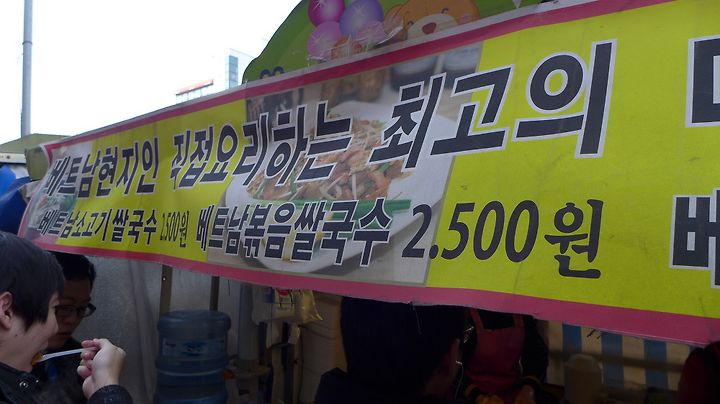 베트남현지인 직접요리하는 최고의
베트남소고기쌀국수 2.500원 베트남볶음쌀국수 2.500원 베